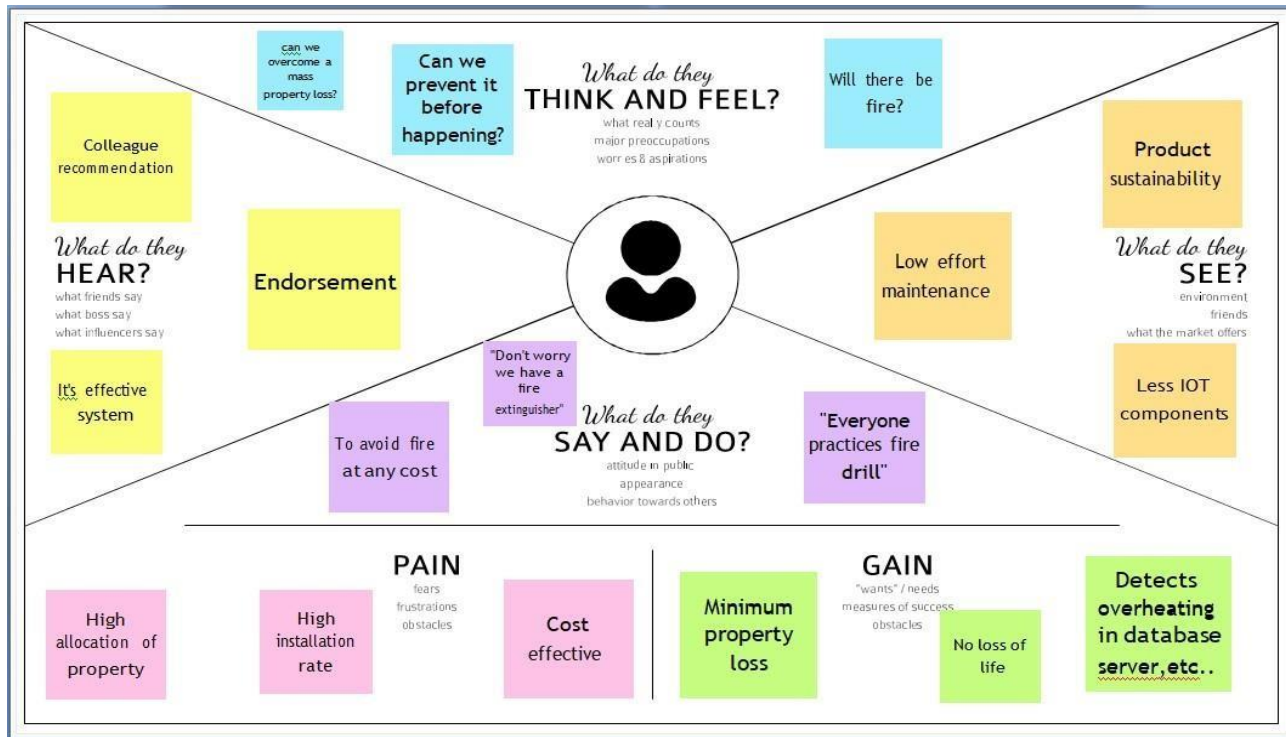 can we
overcome a
mass
property loss?
Can we
prevent it
before
happening?
What do they
THINK AND FEEL?
what realy counts
major preoccupations
worries & aspirations
Will there be
fire?
Colleague
recommendation
What do they
HEAR?
what friends say
what boss say
what influencers say
Endorsement
It's effective
system
Product
sustainability
Low effort
maintenance
What do they
SEE?
environment
friends
what the market offers
Less IOT
components
"Don't worry
we have a
fire
extinguisher"
To avoid fire
at any cost
What do they
SAY AND DO?
attitude in public
appearance
behavior towards others
"Everyone
practices fire
drill"
PAIN
fears
frustrations
obstacles
High
allocation of
property
High
installation
rate
Cost
effective
GAIN
"wants" / needs
measures of success
obstacles
Minimum
property
loss
No loss of
life
Detects
overheating
in database
server,etc..